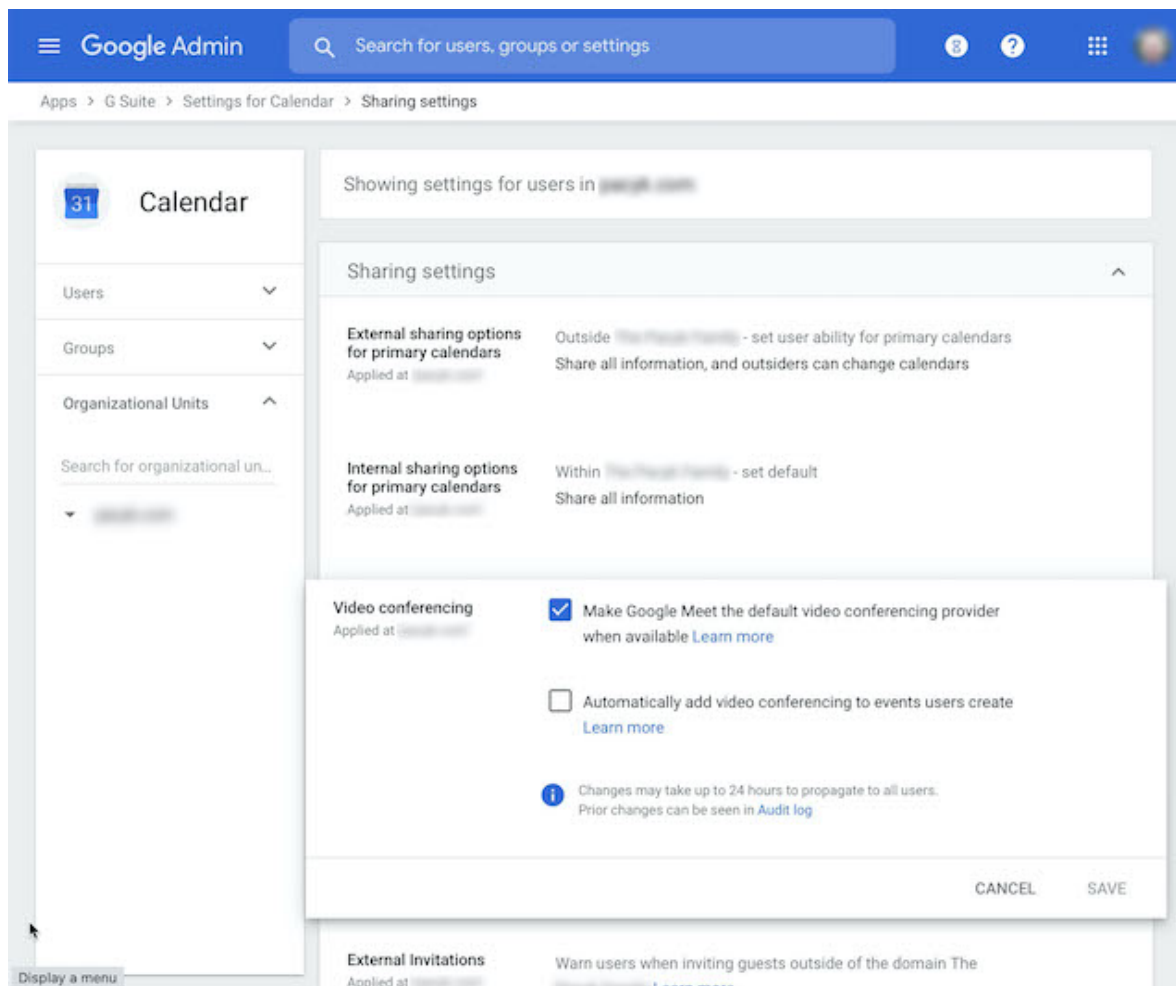 Google Admin
Search for users, groups or settings
Apps > G Suite > Settings for Calendar > Sharing settings
31
Calendar
Users
Groups
Organizational Units
Search for organizational un...
Showing settings for users in
Sharing settings
External sharing options
for primary calendars
Applied at
Outside - set user ability for primary calendars
Share all information, and outsiders can change calendars
Internal sharing options
for primary calendars
Applied at
Within - set default
Share all information
Video conferencing
Applied at
Make Google Meet the default video conferencing provider
when available Learn more
Automatically add video conferencing to events users create
Learn more
Changes may take up to 24 hours to propagate to all users.
Prior changes can be seen in Audit log
CANCEL SAVE
External Invitations
Applied at
Warn users when inviting guests outside of the domain The
Learn more
Display a menu